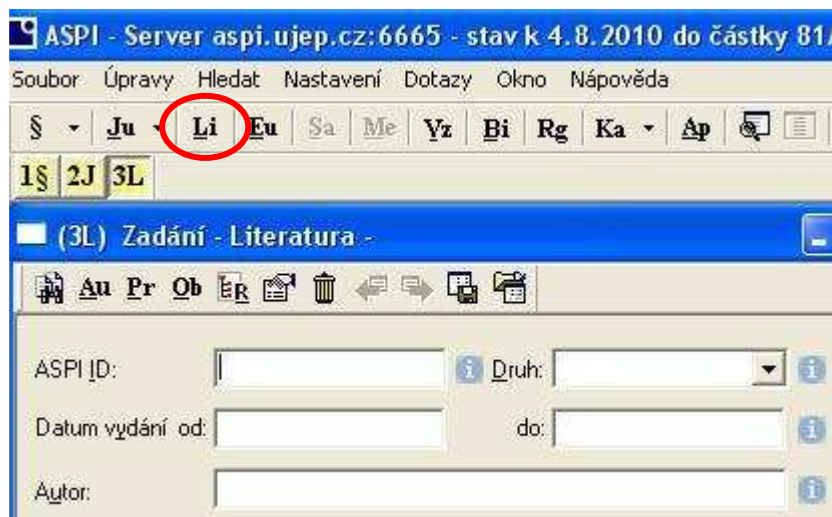 ASPI - Server aspi.ujep.cz:6665 - stav k 4.8.2010 do částky 81/
Soubor Úpravy Hledat Nastavení Dotazy Okno Nápověda
§ Ju Li Eu Sa Me Vz Bi Rg Ka Ap
1§ 2J 3L
(3L) Zadání - Literatura -
Au Pr Ob ER
ASPI ID: Druh:
Datum vydání od: do:
Autor: